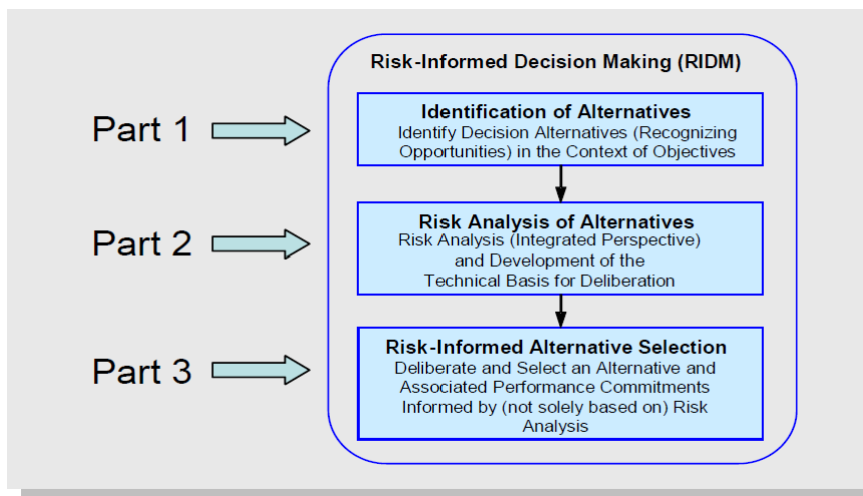 Risk-Informed Decision Making (RIDM)
Part 1
Identification of Alternatives
Identify Decision Alternatives (Recognizing
Opportunities) in the Context of Objectives
Part 2
Risk Analysis of Alternatives
Risk Analysis (Integrated Perspective)
and Development of the
Technical Basis for Deliberation
Part 3
Risk-Informed Alternative Selection
Deliberate and Select an Alternative and
Associated Performance Commitments
Informed by (not solely based on) Risk
Analysis